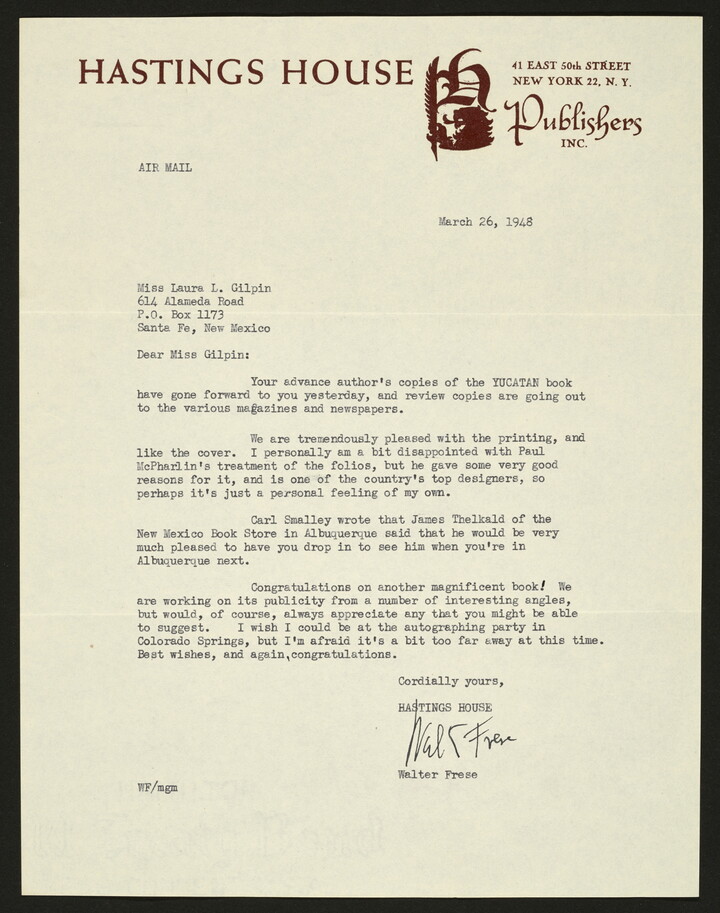 HASTINGS HOUSE
41 EAST 50th STREET
NEW YORK 22, N. Y.
Publishers
INC.
AIR MAIL
March 26, 1948
Miss Laura L. Gilpin
614 Alameda Road
P.O. Box 1173
Santa Fe, New Mexico
Dear Miss Gilpin:
Your advance author's copies of the YUCATAN book
have gone forward to you yesterday, and review copies are going out
to the various magazines and newspapers.
We are tremendously pleased with the printing, and
like the cover. I personally am a bit disappointed with Paul
McPharlin's treatment of the folios, but he gave some very good
reasons for it, and is one of the country's top designers, so
perhaps it's just a personal feeling of my own.
Carl Smalley wrote that James Thelkald of the
New Mexico Book Store in Albuquerque said that he would be very
much pleased to have you drop in to see him when you're in
Albuquerque next.
Congratulations on another magnificent book! We
are working on its publicity from a number of interesting angles,
but would, of course, always appreciate any that you might be able
to suggest. I wish I could be at the autographing party in
Colorado Springs, but I'm afraid it's a bit too far away at this time.
Best wishes, and again, congratulations.
Cordially yours,
HASTINGS HOUSE
Walt Frese
Walter Frese
WF/mgm